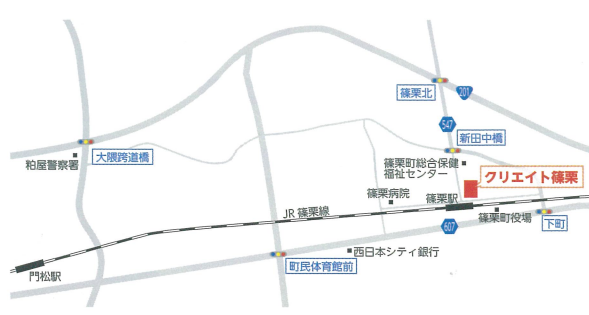 篠栗北
201
547
新田中橋
大隈跨道橋
粕屋警察署
篠栗町総合保健
福祉センター
クリエイト篠栗
篠栗病院
篠栗駅
JR 篠栗線
篠栗町役場
607
下町
西日本シティ銀行
町民体育館前
門松駅